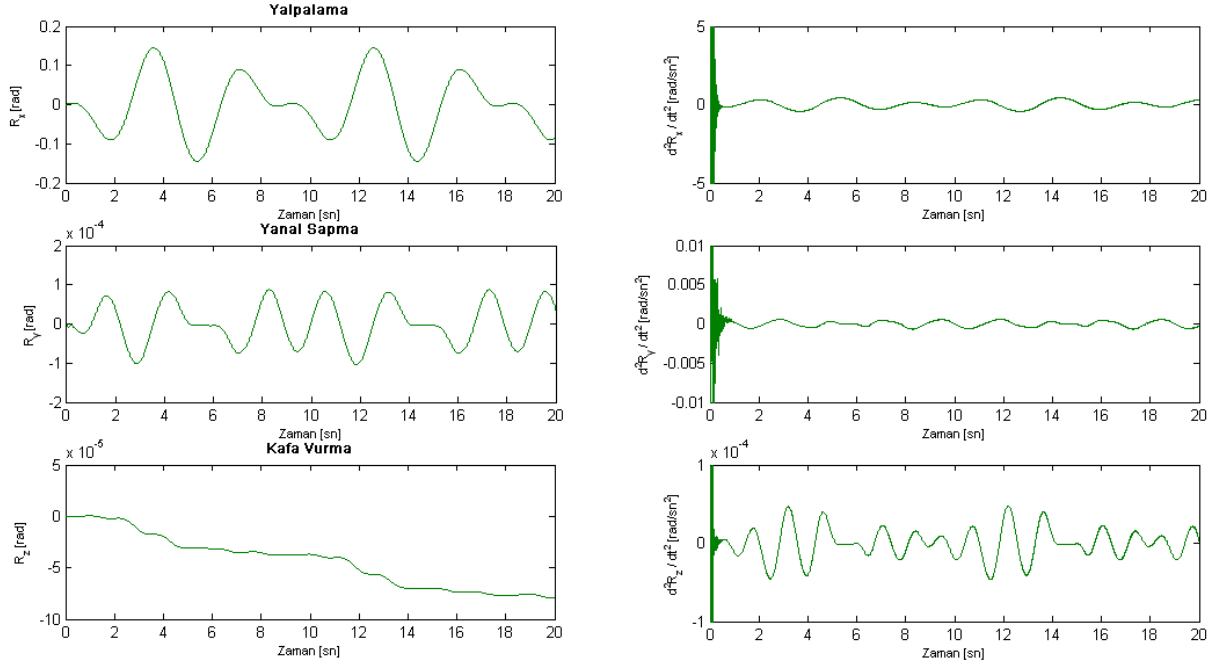 Yalpalama
0.2
0.1
0
-0.1
-0.2
R_x [rad]
0 2 4 6 8 10 12 14 16 18 20
Zaman [sn]
5
0
-5
d²R_x / dt² [rad/sn²]
0 2 4 6 8 10 12 14 16 18 20
Zaman [sn]
Yanal Sapma
x 10⁻⁴
2
1
0
-1
-2
R_y [rad]
0 2 4 6 8 10 12 14 16 18 20
Zaman [sn]
0.01
0.005
0
-0.005
-0.01
d²R_y / dt² [rad/sn²]
0 2 4 6 8 10 12 14 16 18 20
Zaman [sn]
Kafa Vurma
x 10⁻⁵
5
0
-5
-10
R_z [rad]
0 2 4 6 8 10 12 14 16 18 20
Zaman [sn]
x 10⁻⁴
1
0
-1
d²R_z / dt² [rad/sn²]
0 2 4 6 8 10 12 14 16 18 20
Zaman [sn]